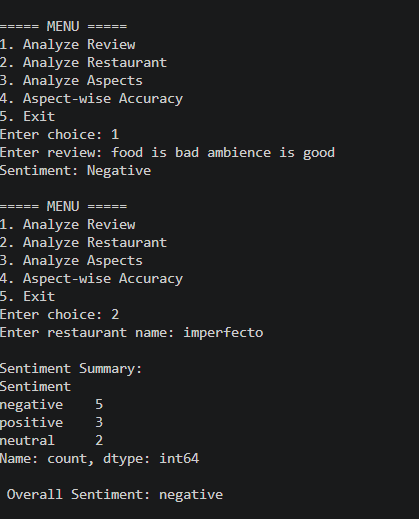 ===== MENU =====
1. Analyze Review
2. Analyze Restaurant
3. Analyze Aspects
4. Aspect-wise Accuracy
5. Exit
Enter choice: 1
Enter review: food is bad ambience is good
Sentiment: Negative
===== MENU =====
1. Analyze Review
2. Analyze Restaurant
3. Analyze Aspects
4. Aspect-wise Accuracy
5. Exit
Enter choice: 2
Enter restaurant name: imperfecto
Sentiment Summary:
Sentiment
negative    5
positive    3
neutral     2
Name: count, dtype: int64
Overall Sentiment: negative